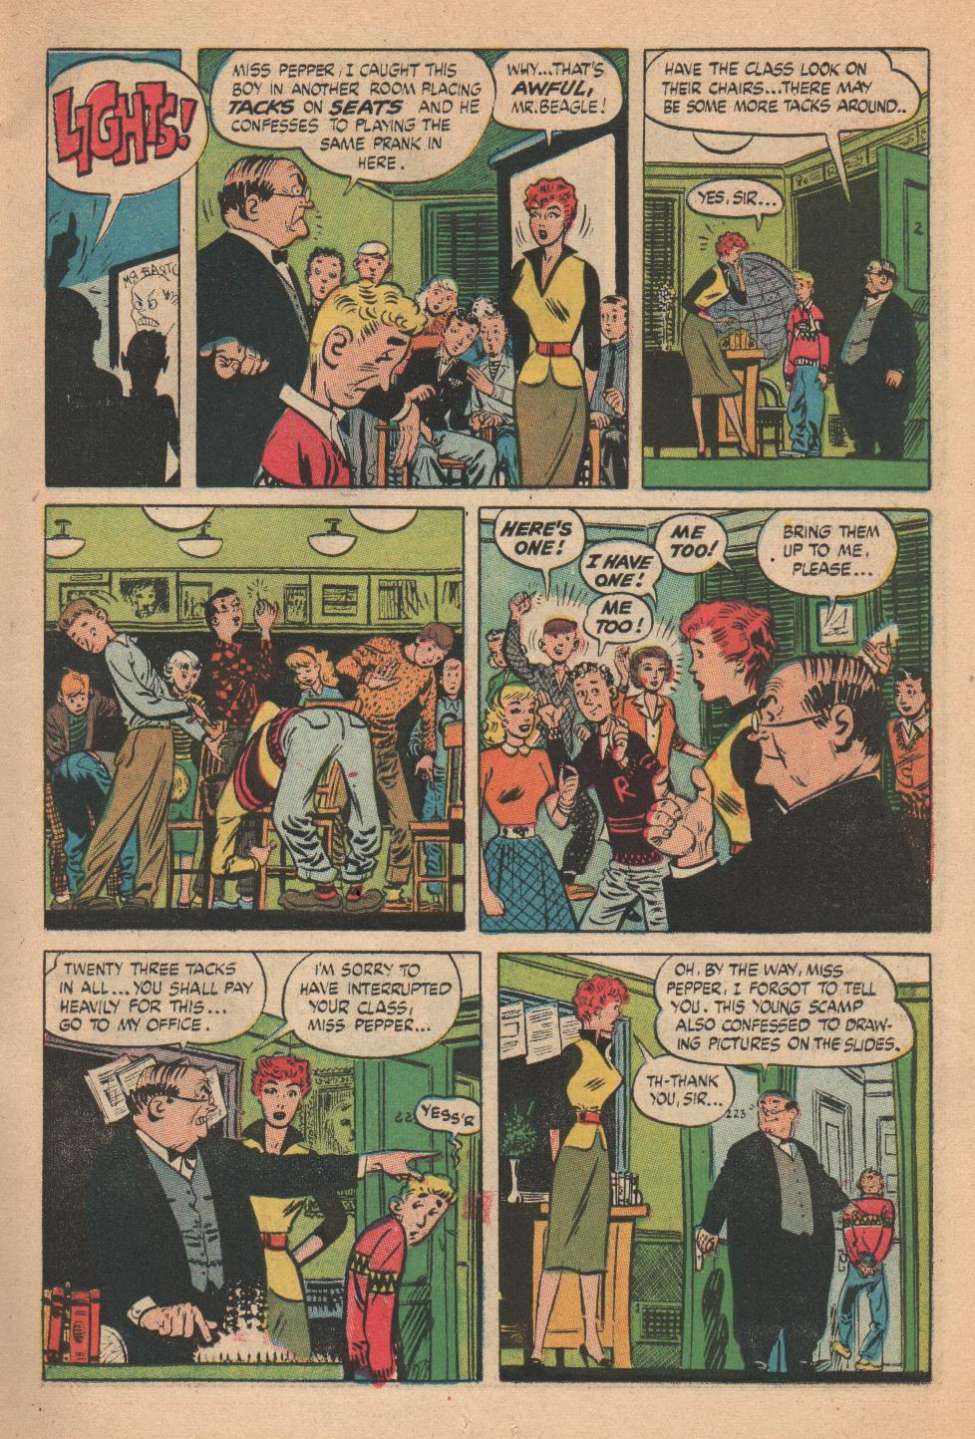 LIGHTS!
MR BASTO
MISS PEPPER, I CAUGHT THIS
BOY IN ANOTHER ROOM PLACING
TACKS ON SEATS AND HE
CONFESSES TO PLAYING THE
SAME PRANK IN
HERE.
WHY...THAT'S
AWFUL,
MR.BEAGLE!
HAVE THE CLASS LOOK ON
THEIR CHAIRS...THERE MAY
BE SOME MORE TACKS AROUND..
YES, SIR...
2
HERE'S
ONE!
I HAVE
ONE!
ME
TOO!
ME
TOO!
BRING THEM
UP TO ME,
PLEASE...
R
TWENTY THREE TACKS
IN ALL...YOU SHALL PAY
HEAVILY FOR THIS...
GO TO MY OFFICE.
I'M SORRY TO
HAVE INTERRUPTED
YOUR CLASS,
MISS PEPPER...
YESS'R
22
OH, BY THE WAY, MISS
PEPPER, I FORGOT TO TELL
YOU. THIS YOUNG SCAMP
ALSO CONFESSED TO DRAW-
ING PICTURES ON THE SLIDES.
TH-THANK
YOU, SIR...
223